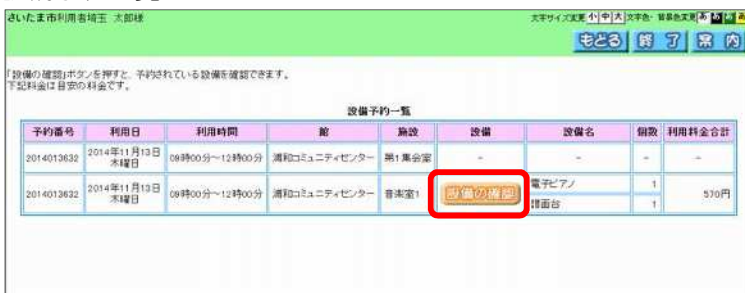 さいたま市利用者埼玉 太郎様
文字サイズ変更 小 中 大 文字色・背景色変更 あ あ あ あ
もどる 終了 案内
「設備の確認」ボタンを押すと、予約されている設備を確認できます。
下記料金は目安の料金です。
設備予約一覧
予約番号 利用日 利用時間 館 施設 設備 設備名 個数 利用料金合計
2014013632 2014年11月13日 木曜日 09時00分～12時00分 浦和コミュニティセンター 第1集会室 - - - -
2014013632 2014年11月13日 木曜日 09時00分～12時00分 浦和コミュニティセンター 音楽室1 設備の確認 電子ピアノ 1 570円
譜面台 1